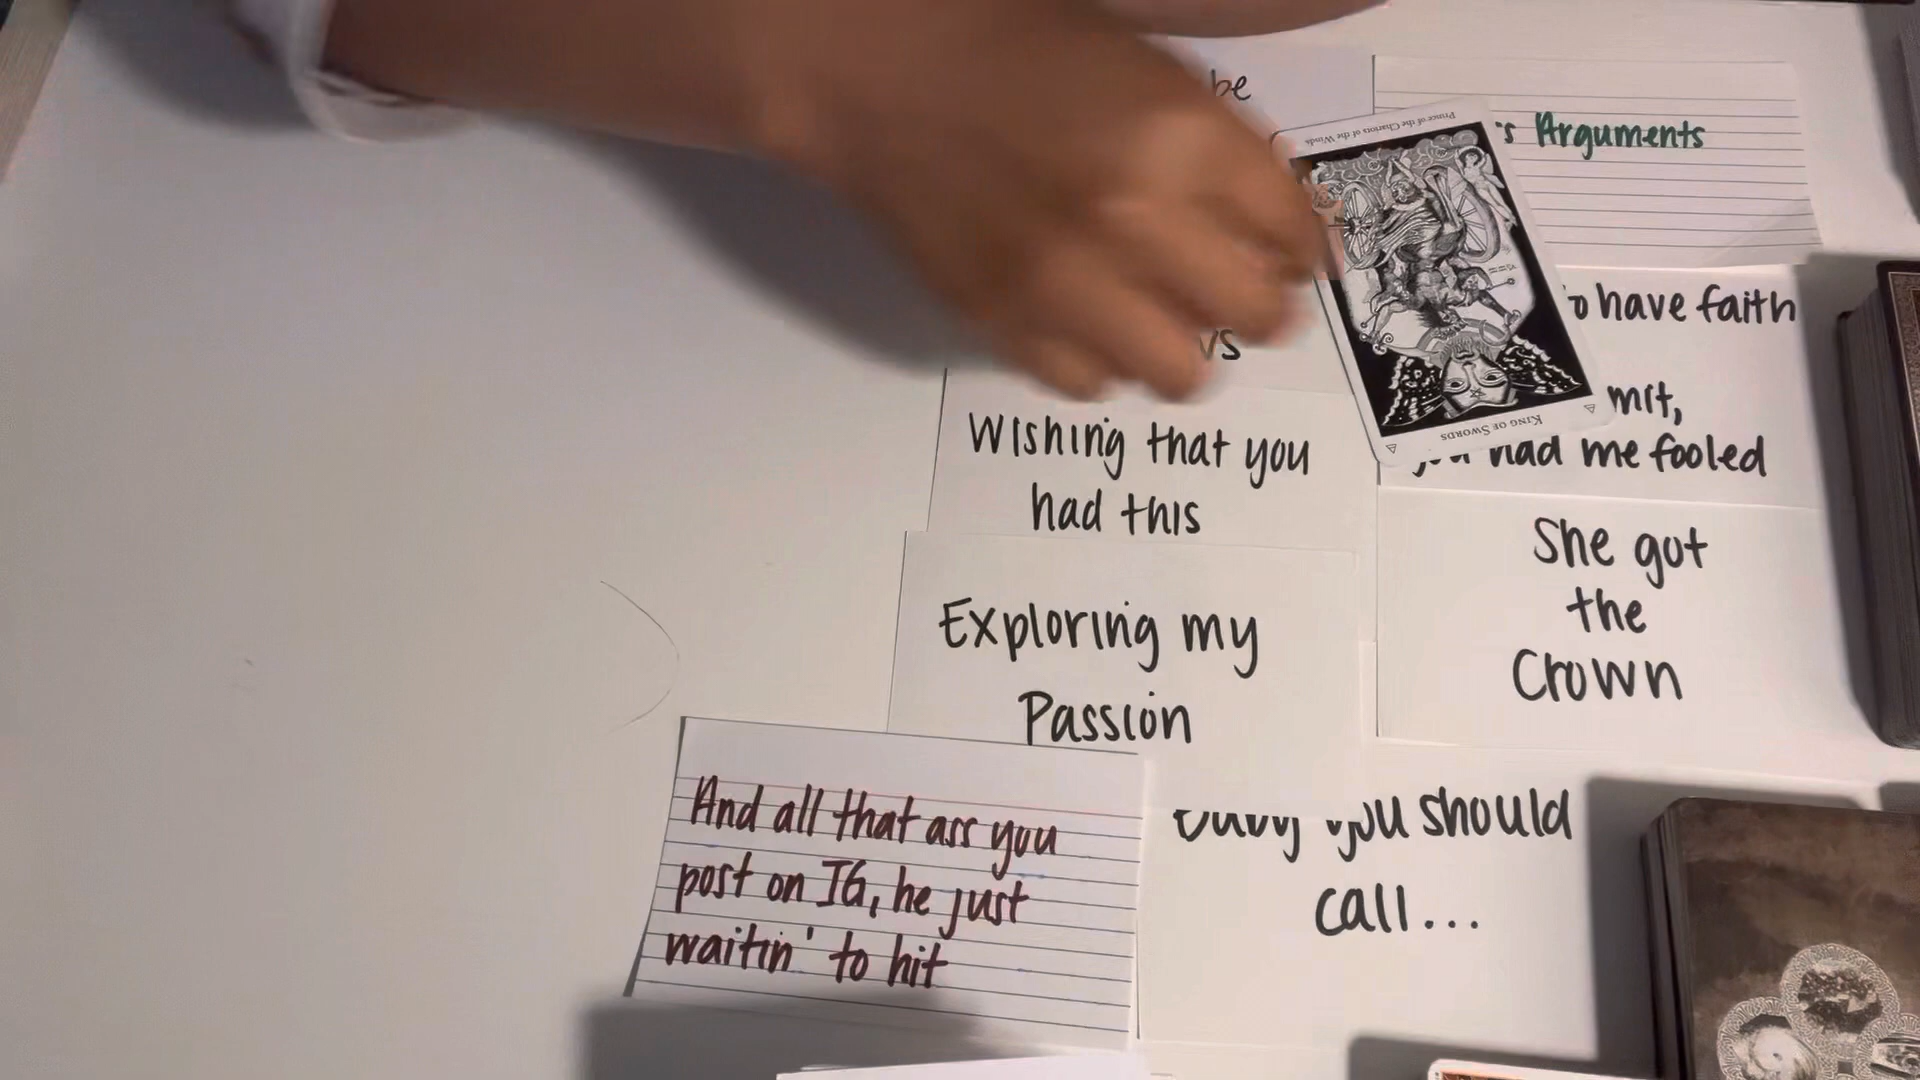 be
Arguments
Prince of the Chariots of the Winds
KING OF SWORDS
have faith
had me fooled
Wishing that you
had this
She got
the
Crown
Exploring my
Passion
And all that ass you
post on IG, he just
waitin' to hit
you should
call...